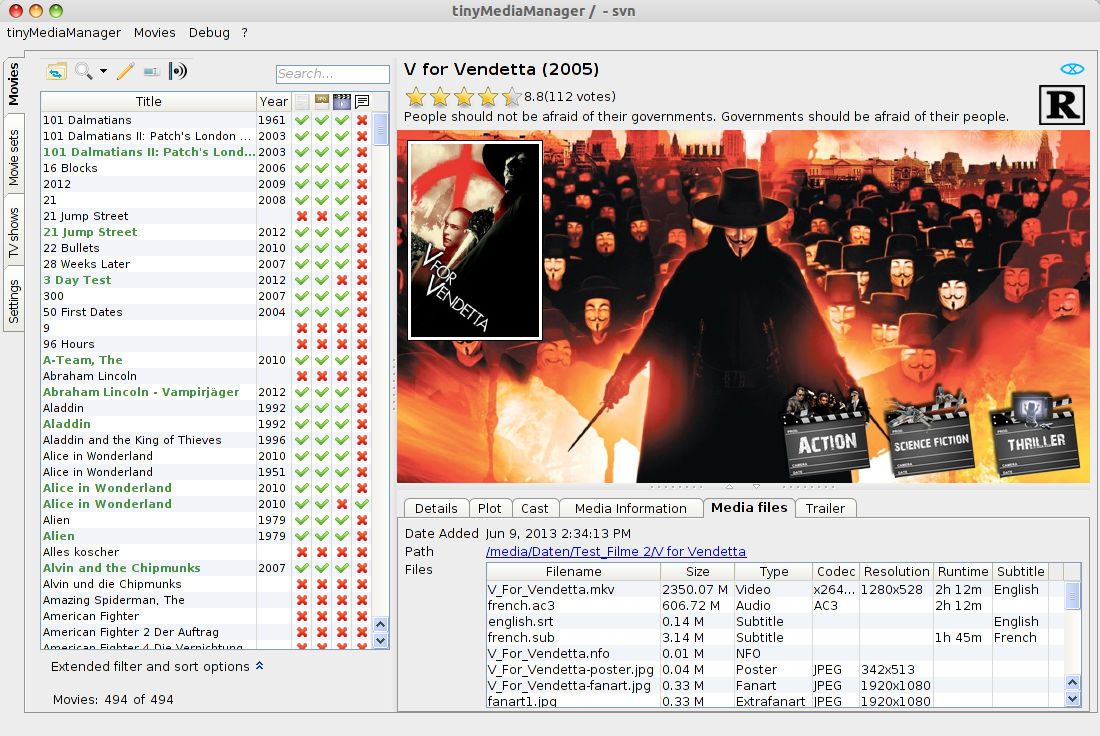 tinyMediaManager / - svn
tinyMediaManager Movies Debug ?
Movies
Movie sets
TV shows
Settings
Search...
Title Year
101 Dalmatians 1961
101 Dalmatians II: Patch's London ... 2003
101 Dalmatians II: Patch's Lond... 2003
16 Blocks 2006
2012 2009
21 2008
21 Jump Street
21 Jump Street 2012
22 Bullets 2010
28 Weeks Later 2007
3 Day Test 2012
300 2007
50 First Dates 2004
9
96 Hours
A-Team, The 2010
Abraham Lincoln
Abraham Lincoln - Vampirjäger 2012
Aladdin 1992
Aladdin 1992
Aladdin and the King of Thieves 1996
Alice in Wonderland 2010
Alice in Wonderland 1951
Alice in Wonderland 2010
Alice in Wonderland 2010
Alien 1979
Alien 1979
Alles koscher
Alvin and the Chipmunks 2007
Alvin und die Chipmunks
Amazing Spiderman, The
American Fighter
American Fighter 2 Der Auftrag
American Fighter 4 Die Vernichtung
Extended filter and sort options
Movies: 494 of 494
V for Vendetta (2005)
8.8(112 votes)
People should not be afraid of their governments. Governments should be afraid of their people.
R
V FOR
VENDETTA
ACTION
SCIENCE FICTION
THRILLER
Details Plot Cast Media Information Media files Trailer
Date Added Jun 9, 2013 2:34:13 PM
Path /media/Daten/Test_Filme 2/V for Vendetta
Files
Filename Size Type Codec Resolution Runtime Subtitle
V_For_Vendetta.mkv 2350.07 M Video x264... 1280x528 2h 12m English
french.ac3 606.72 M Audio AC3 2h 12m
english.srt 0.14 M Subtitle English
french.sub 3.14 M Subtitle 1h 45m French
V_For_Vendetta.nfo 0.01 M NFO
V_For_Vendetta-poster.jpg 0.04 M Poster JPEG 342x513
V_For_Vendetta-fanart.jpg 0.33 M Fanart JPEG 1920x1080
fanart1.jpg 0.33 M Extrafanart JPEG 1920x1080